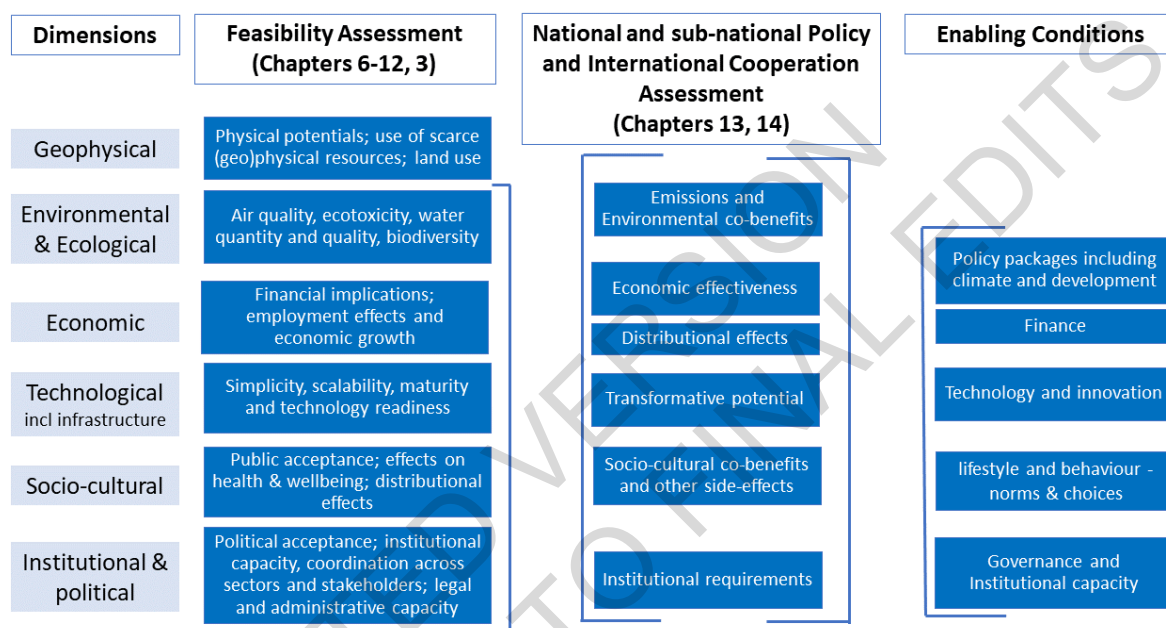 Dimensions
Feasibility Assessment
(Chapters 6-12, 3)
National and sub-national Policy
and International Cooperation
Assessment
(Chapters 13, 14)
Enabling Conditions
Geophysical
Physical potentials; use of scarce
(geo)physical resources; land use
Environmental
& Ecological
Air quality, ecotoxicity, water
quantity and quality, biodiversity
Emissions and
Environmental co-benefits
Policy packages including
climate and development
Economic
Financial implications;
employment effects and
economic growth
Economic effectiveness
Distributional effects
Finance
Technological
incl infrastructure
Simplicity, scalability, maturity
and technology readiness
Transformative potential
Technology and innovation
Socio-cultural
Public acceptance; effects on
health & wellbeing; distributional
effects
Socio-cultural co-benefits
and other side-effects
lifestyle and behaviour -
norms & choices
Institutional &
political
Political acceptance; institutional
capacity, coordination across
sectors and stakeholders; legal
and administrative capacity
Institutional requirements
Governance and
Institutional capacity
TED VERSION
TO FINAL EDITS